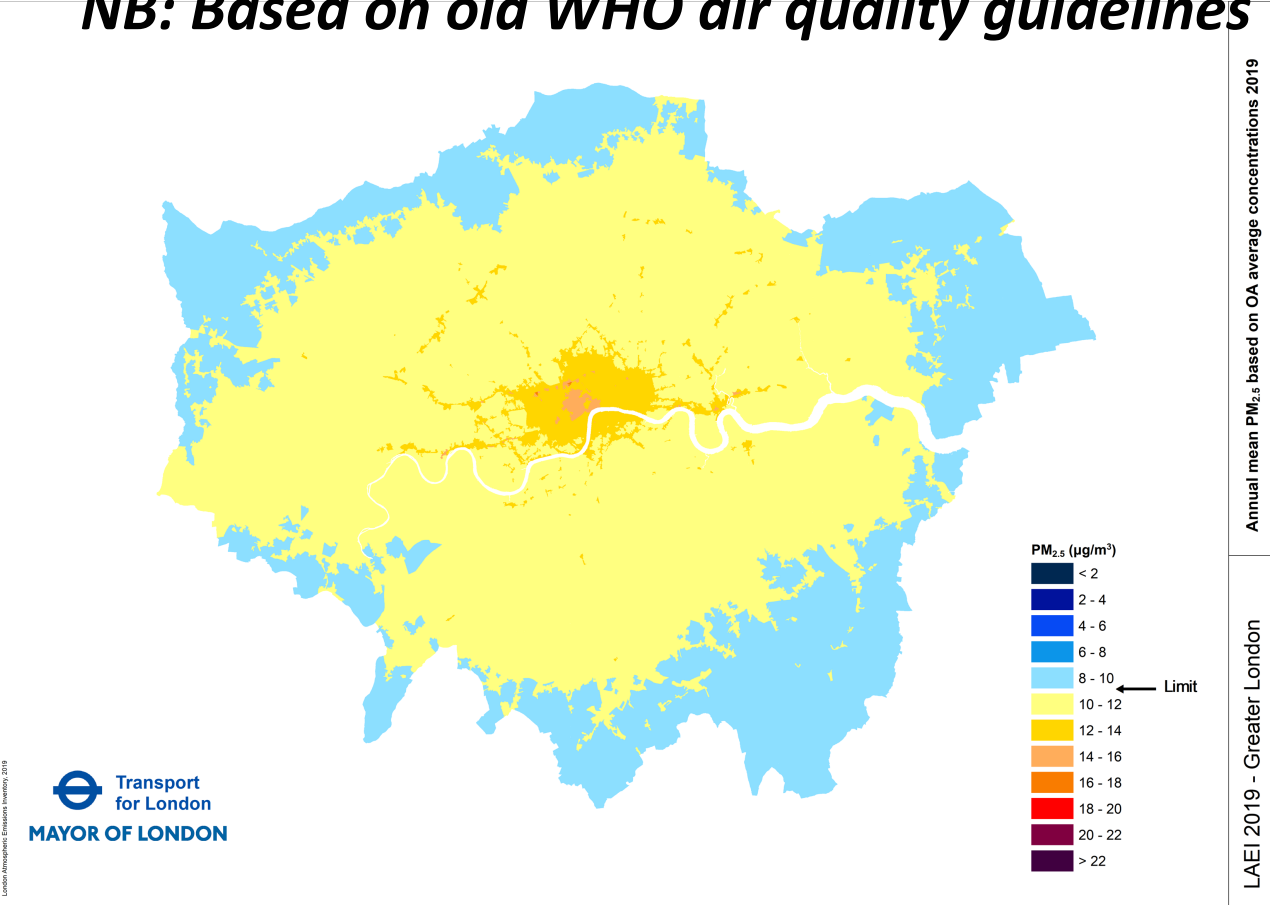 NB: Based on old WHO air quality guidelines
Annual mean PM2.5 based on OA average concentrations 2019
PM2.5 (µg/m³)
< 2
2 - 4
4 - 6
6 - 8
8 - 10
Limit
10 - 12
12 - 14
14 - 16
16 - 18
18 - 20
20 - 22
> 22
LAEI 2019 - Greater London
Transport
for London
MAYOR OF LONDON
London Atmospheric Emissions Inventory, 2019